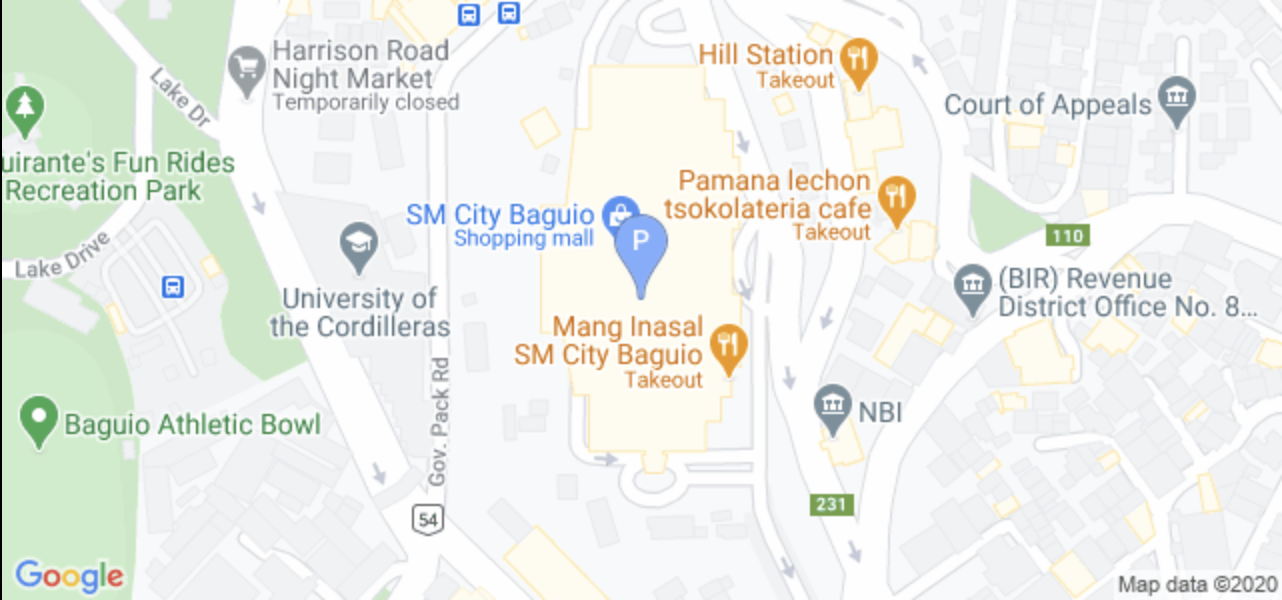 Harrison Road
Night Market
Temporarily closed
Lake Dr
Hill Station
Takeout
Court of Appeals
uirante's Fun Rides
Recreation Park
Pamana lechon
tsokolateria cafe
Takeout
SM City Baguio
Shopping mall
P
110
Lake Drive
(BIR) Revenue
District Office No. 8...
University of
the Cordilleras
Mang Inasal
SM City Baguio
Takeout
Gov. Pack Rd
NBI
Baguio Athletic Bowl
231
54
Google
Map data ©2020